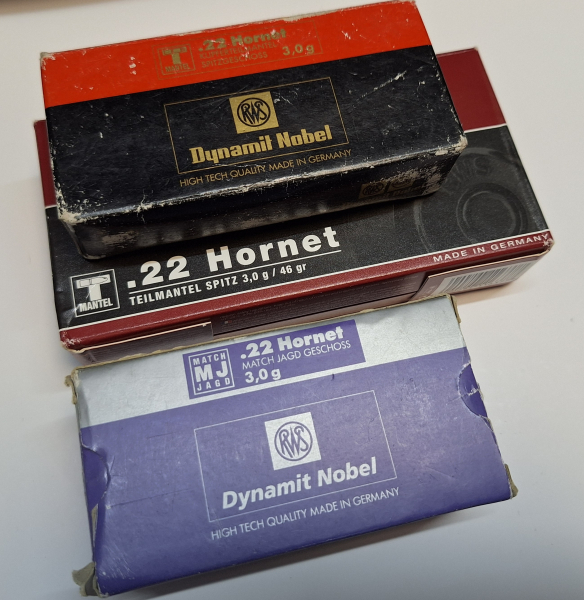 T
MANTEL
.22 Hornet
3,0 g
RWS
Dynamit Nobel
HIGH TECH QUALITY MADE IN GERMANY
T
MANTEL
.22 Hornet
TEILMANTEL SPITZ 3,0 g / 46 gr
MADE IN GERMANY
MATCH
MJ
JAGD
.22 Hornet
MATCH JAGD GESCHOSS
3,0 g
RWS
Dynamit Nobel
HIGH TECH QUALITY MADE IN GERMANY